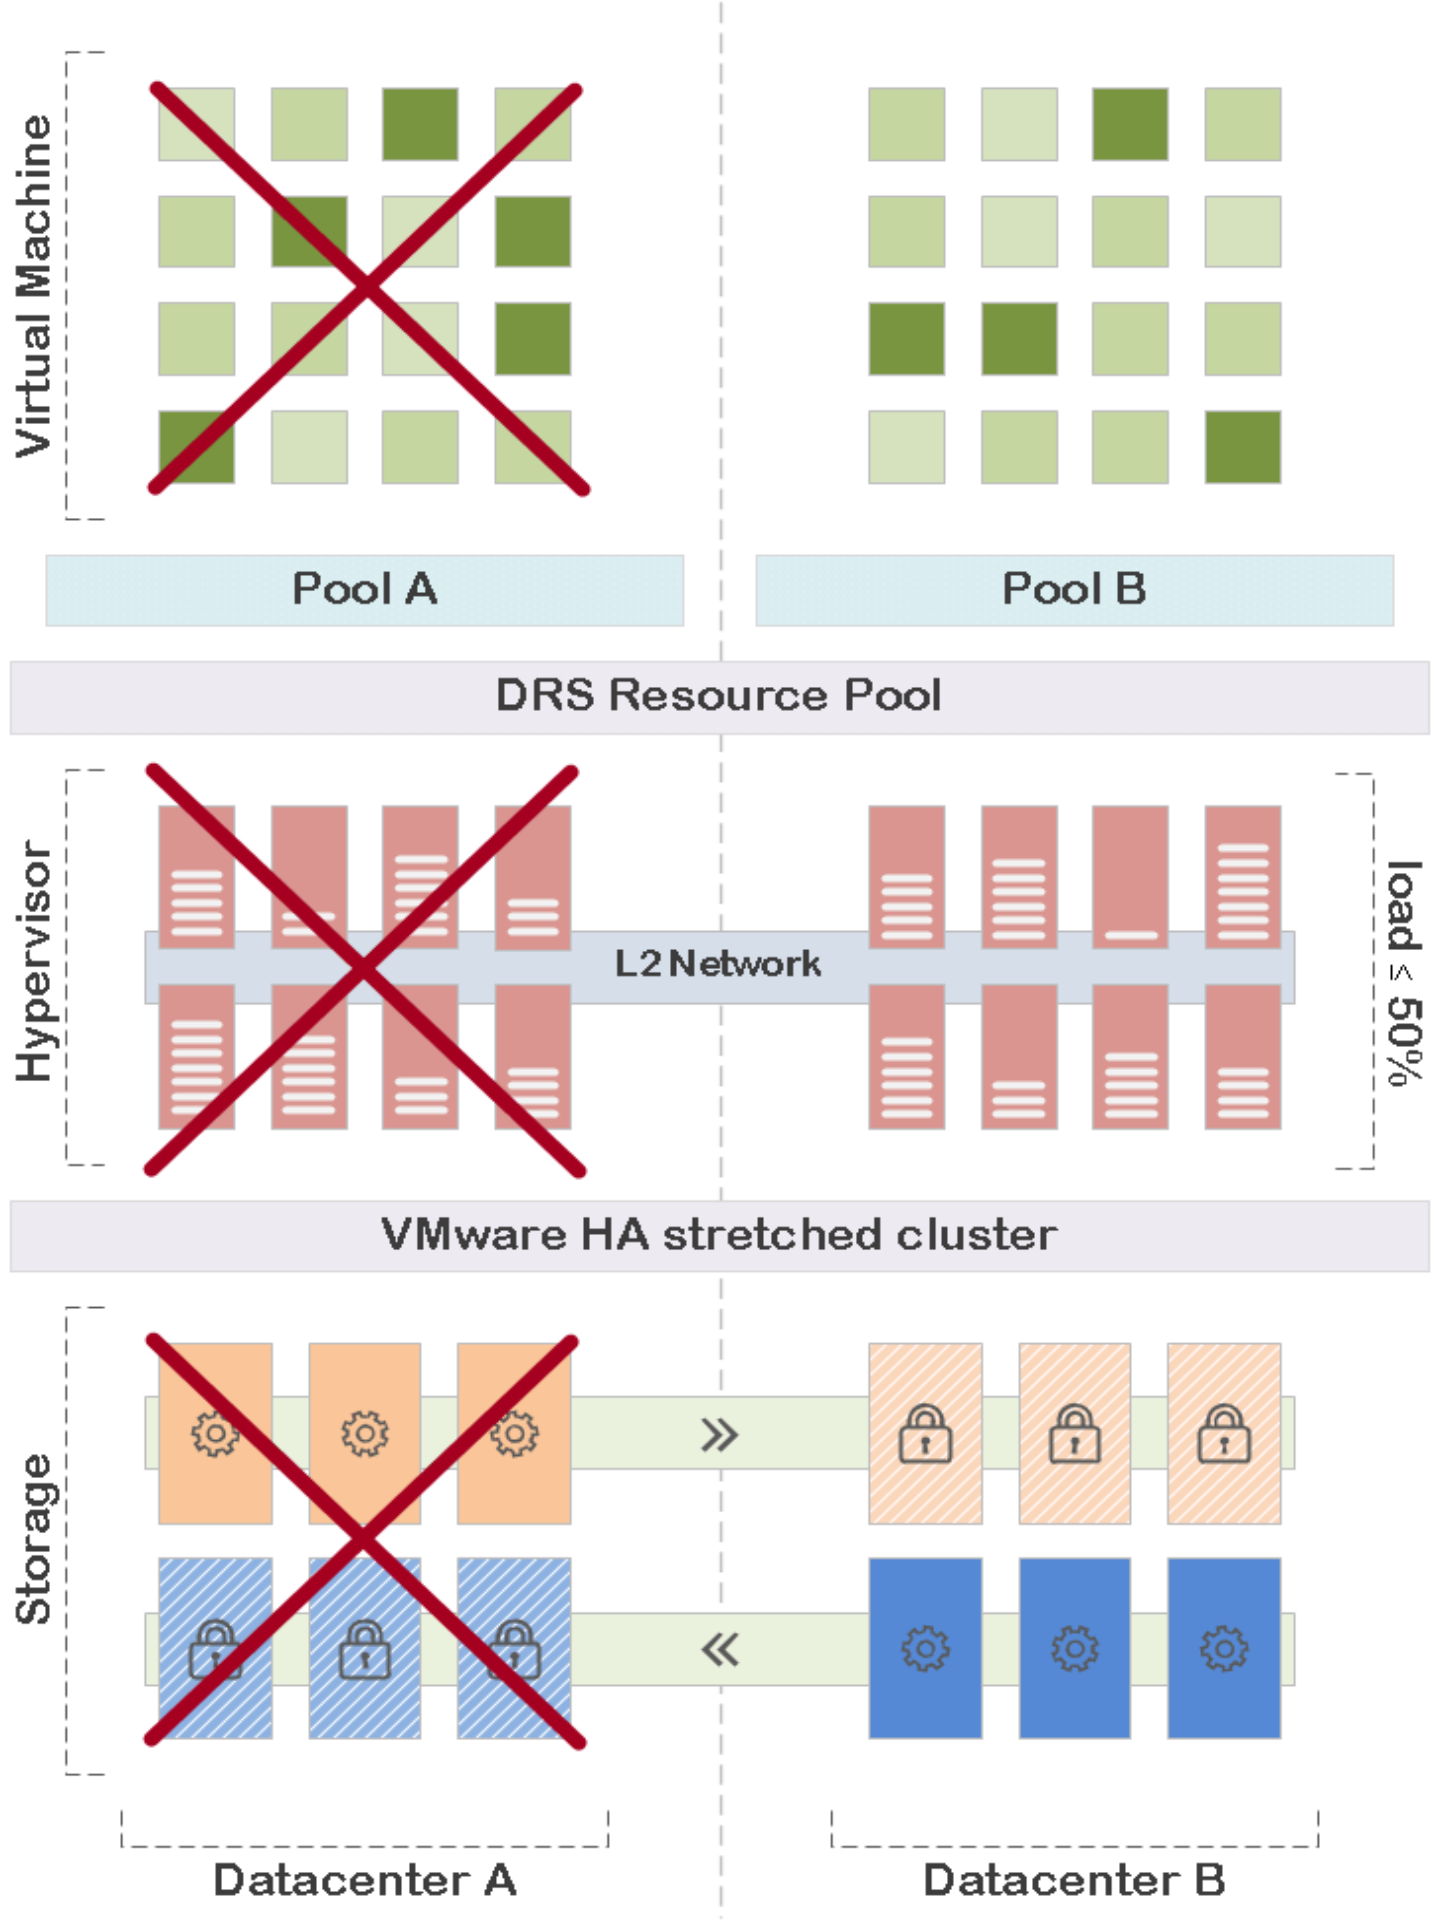 Virtual Machine
Pool A
Pool B
DRS Resource Pool
Hypervisor
L2 Network
load ≤ 50%
VMware HA stretched cluster
Storage
Datacenter A
Datacenter B